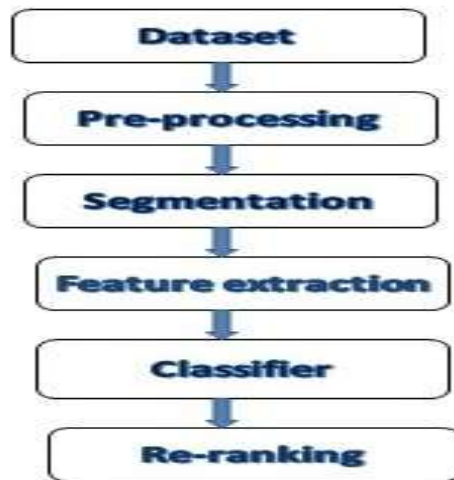 Dataset
Pre-processing
Segmentation
Feature extraction
Classifier
Re-ranking